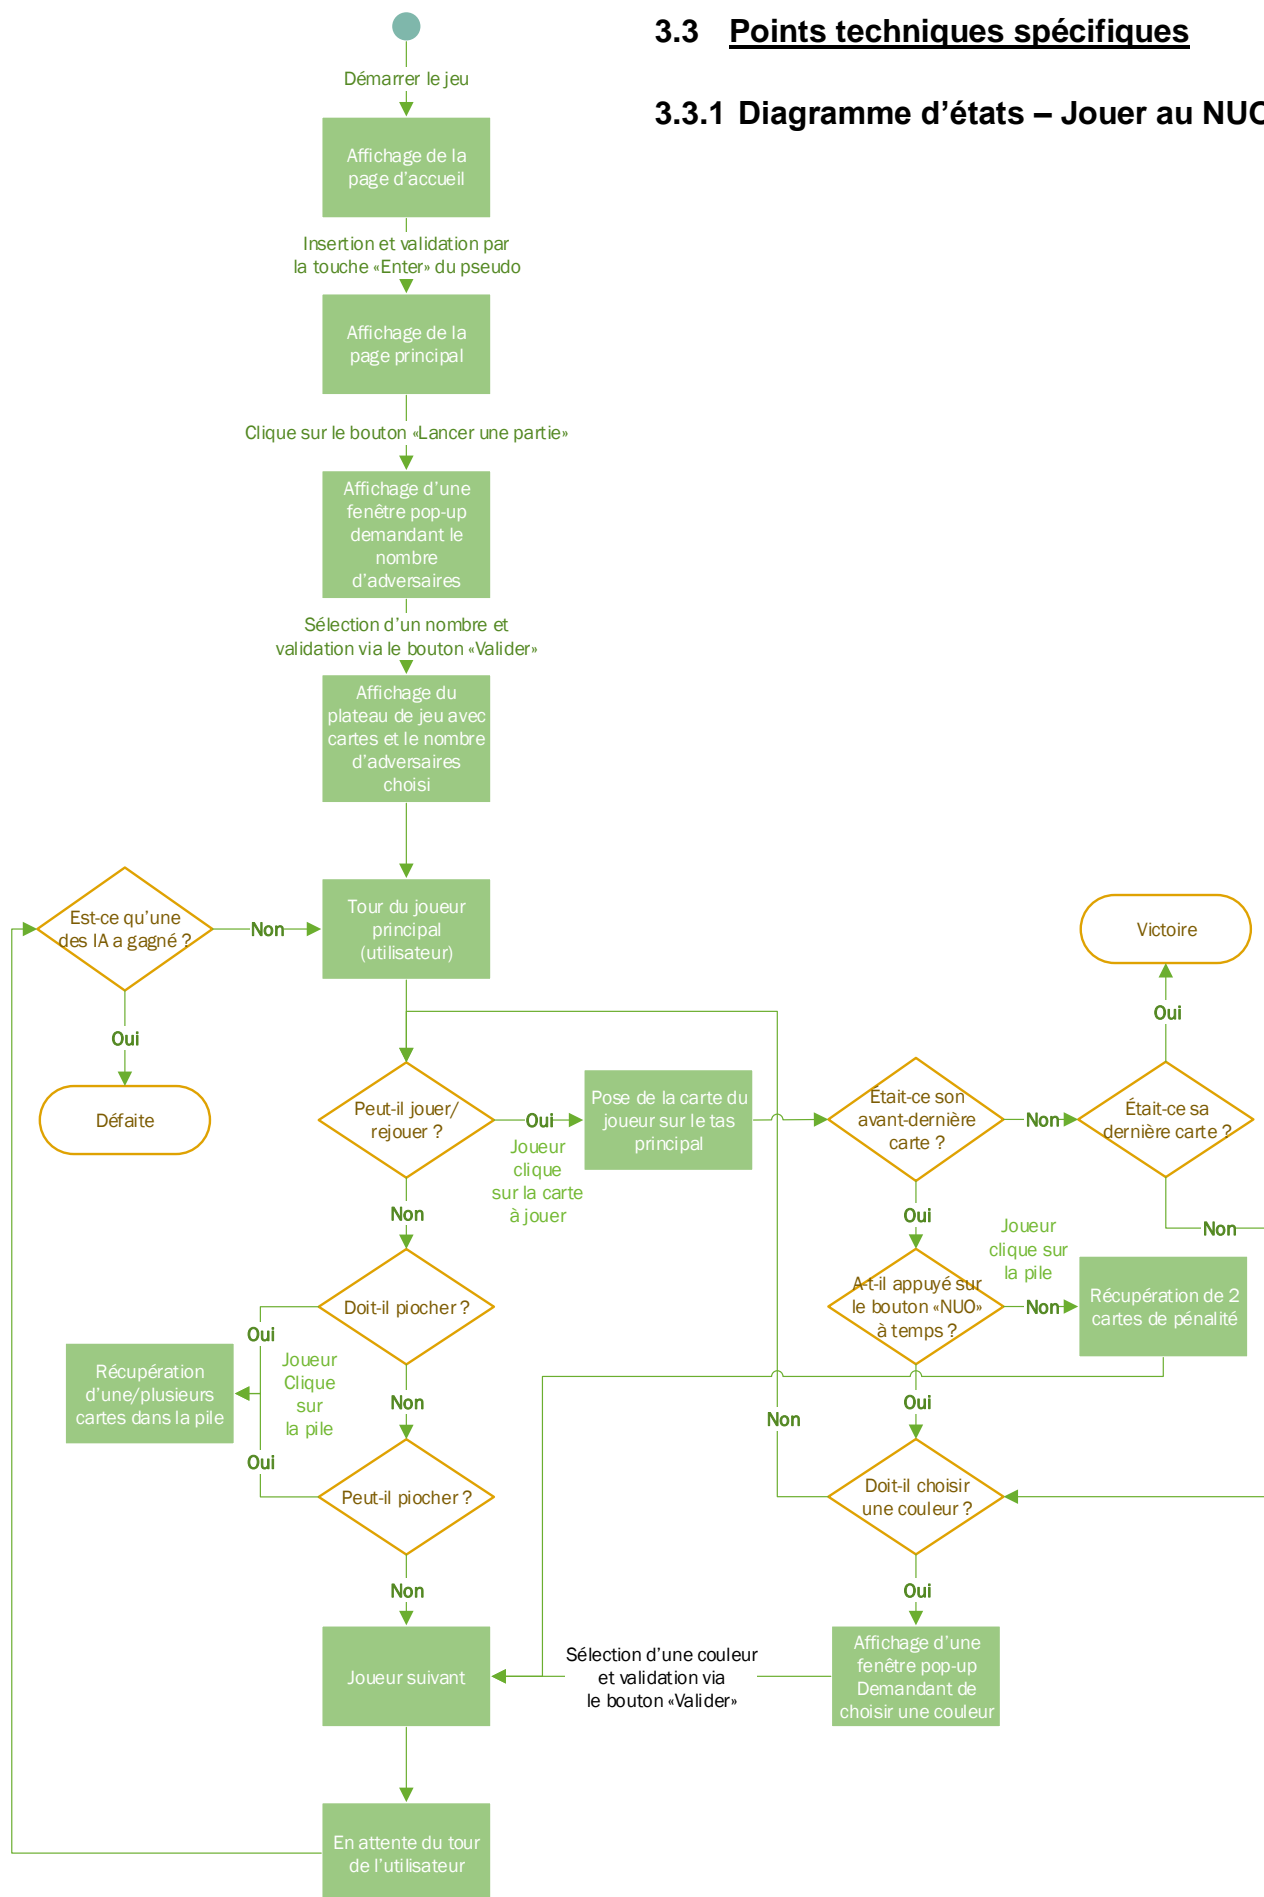 3.3 Points techniques spécifiques
3.3.1 Diagramme d’états – Jouer au NUO
Démarrer le jeu
Affichage de la
page d’accueil
Insertion et validation par
la touche «Enter» du pseudo
Affichage de la
page principal
Clique sur le bouton «Lancer une partie»
Affichage d’une
fenêtre pop-up
demandant le
nombre
d’adversaires
Sélection d’un nombre et
validation via le bouton «Valider»
Affichage du
plateau de jeu avec
cartes et le nombre
d’adversaires
choisi
Est-ce qu’une
des IA a gagné ?
Non
Tour du joueur
principal
(utilisateur)
Victoire
Oui
Oui
Défaite
Peut-il jouer/
rejouer ?
Oui
Joueur
clique
sur la carte
à jouer
Pose de la carte du
joueur sur le tas
principal
Était-ce son
avant-dernière
carte ?
Non
Était-ce sa
dernière carte ?
Non
Non
Oui
Joueur
clique sur
la pile
Doit-il piocher ?
A-t-il appuyé sur
le bouton «NUO»
à temps ?
Non
Récupération de 2
cartes de pénalité
Oui
Récupération
d’une/plusieurs
cartes dans la pile
Joueur
Clique
sur
la pile
Non
Oui
Non
Oui
Peut-il piocher ?
Doit-il choisir
une couleur ?
Non
Oui
Joueur suivant
Sélection d’une couleur
et validation via
le bouton «Valider»
Affichage d’une
fenêtre pop-up
Demandant de
choisir une couleur
En attente du tour
de l’utilisateur